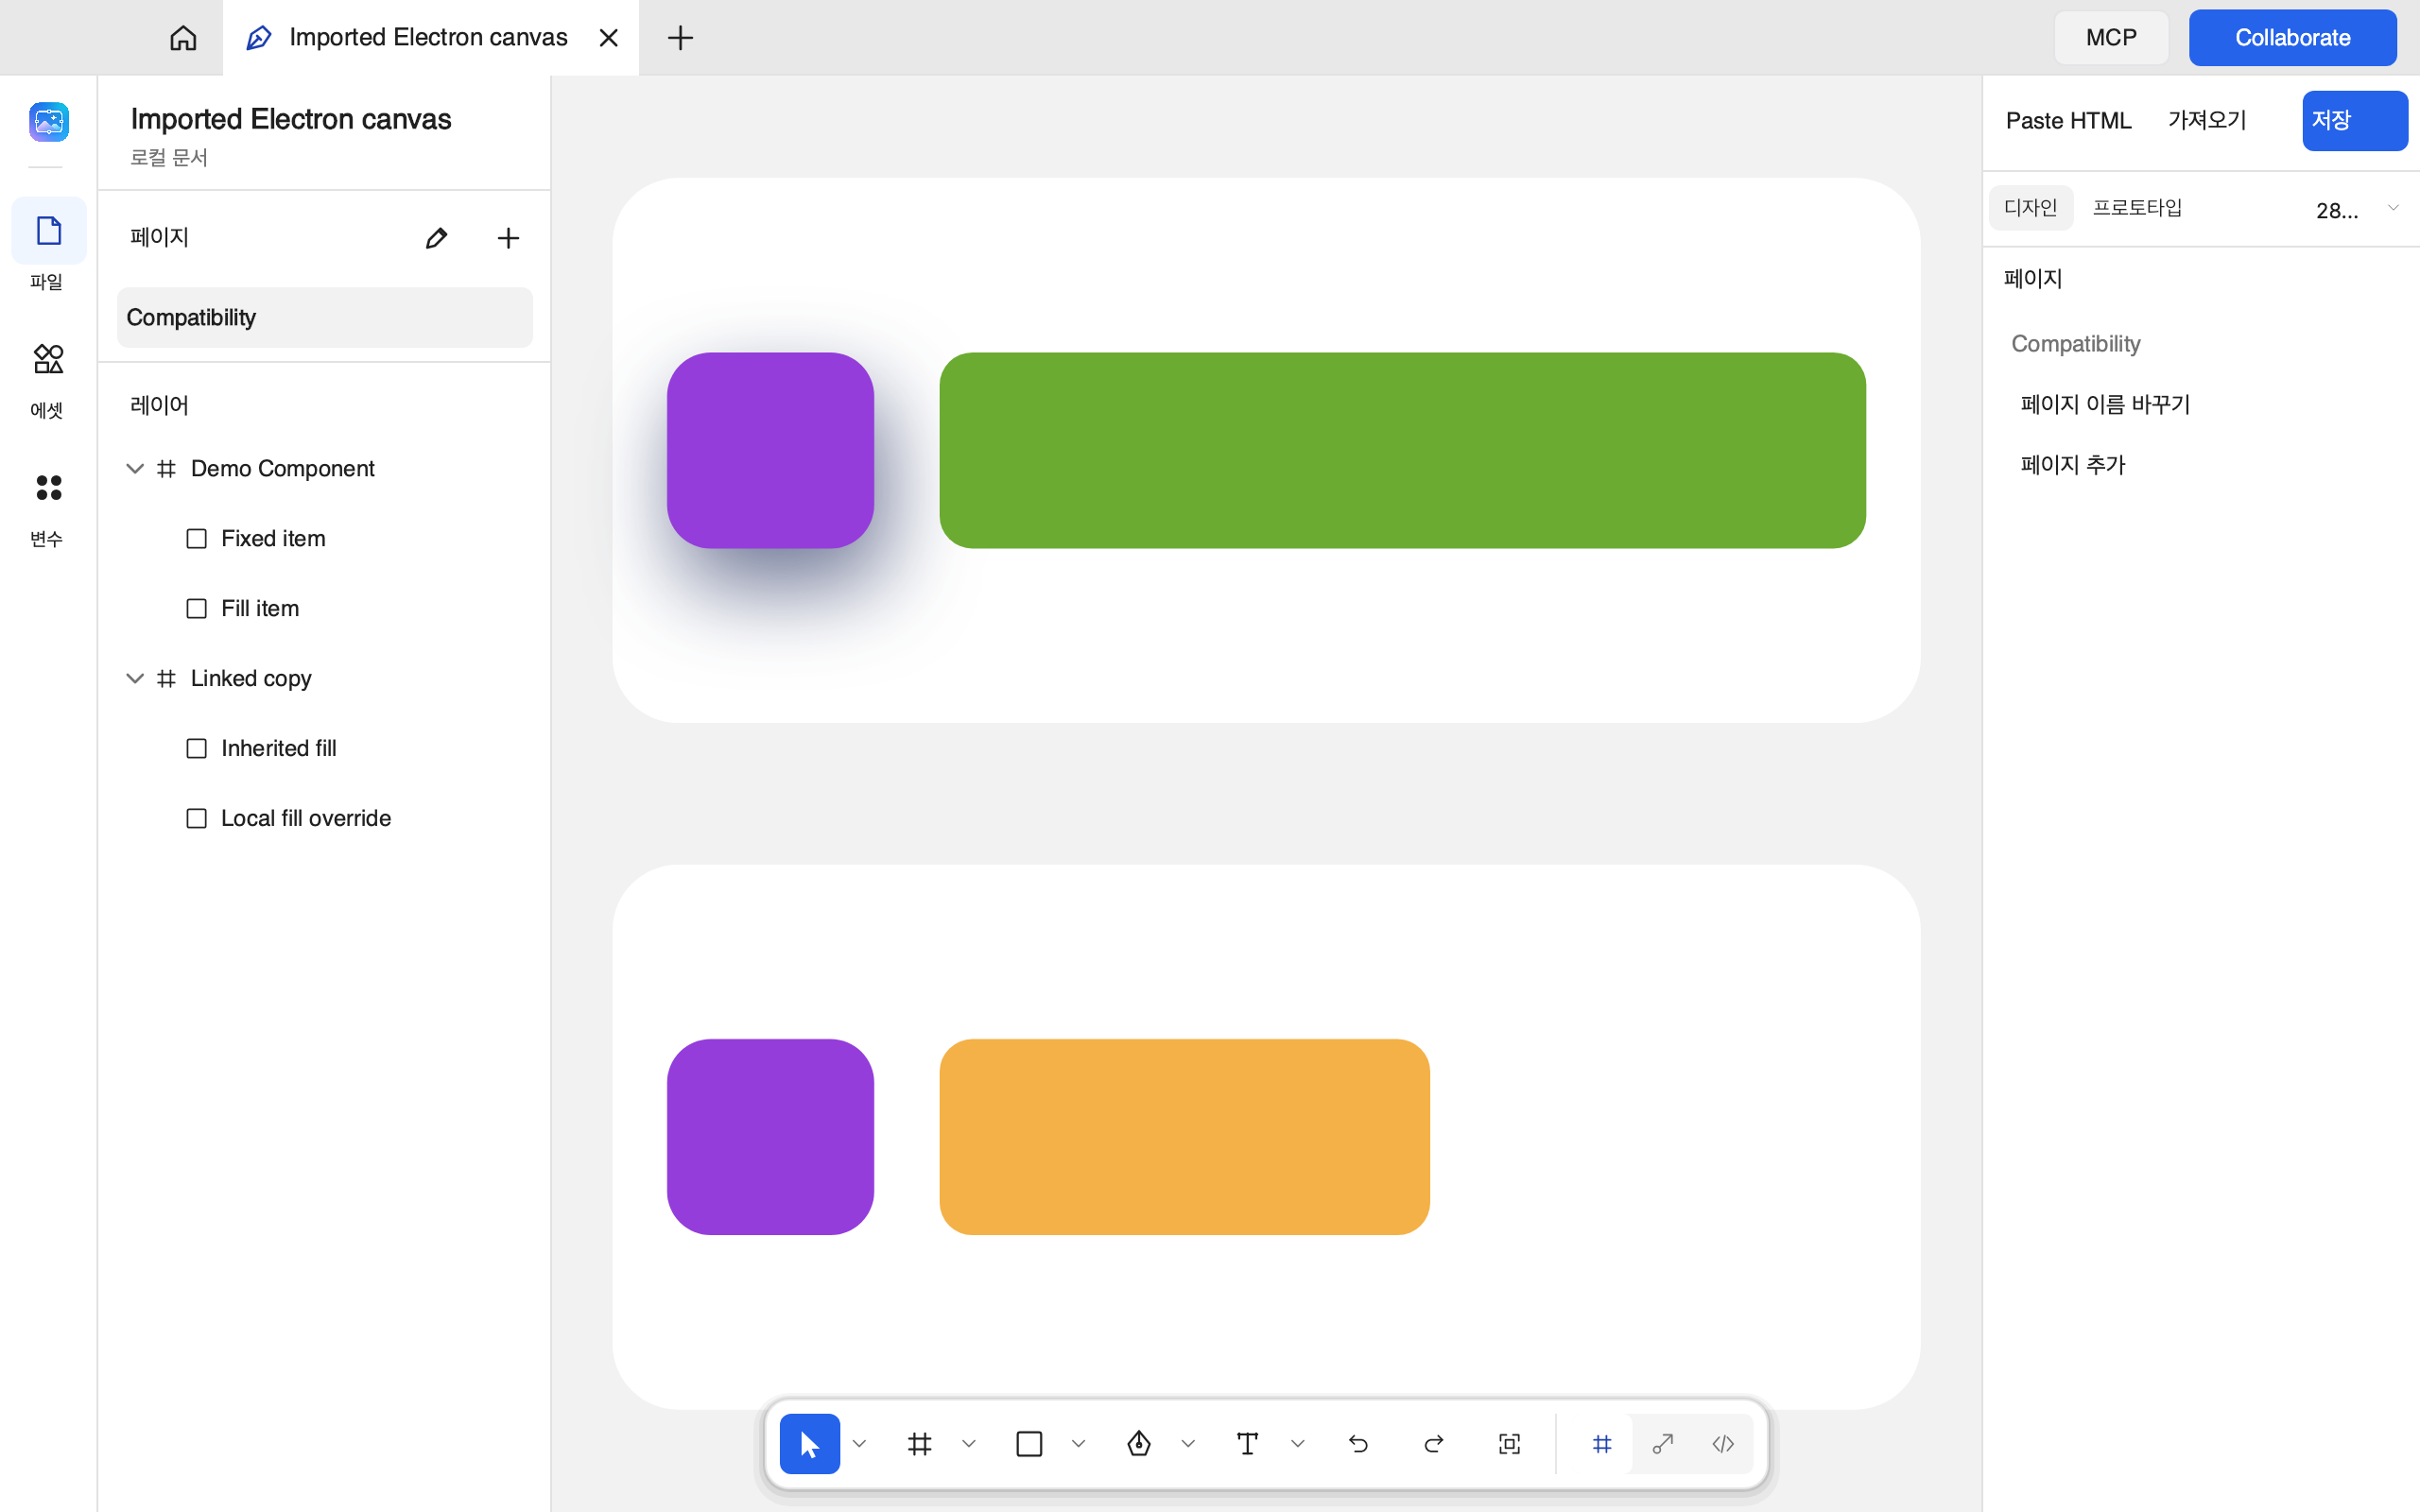 Imported Electron canvas
MCP
Collaborate
Imported Electron canvas
로컬 문서
파일
에셋
변수
페이지
Compatibility
레이어
Demo Component
Fixed item
Fill item
Linked copy
Inherited fill
Local fill override
Paste HTML 가져오기 저장
디자인 프로토타입 28...
페이지
Compatibility
페이지 이름 바꾸기
페이지 추가